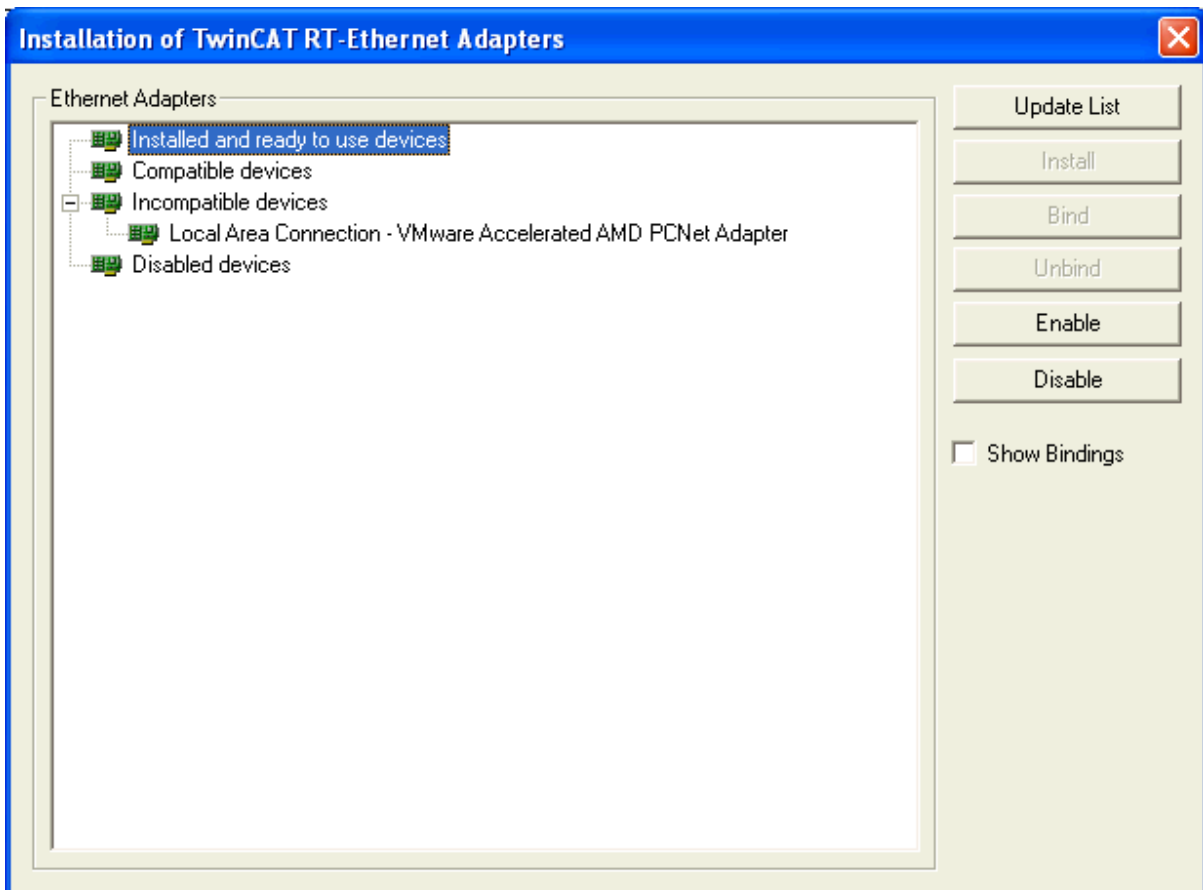 Installation of TwinCAT RT-Ethernet Adapters
Ethernet Adapters
Installed and ready to use devices
Compatible devices
Incompatible devices
Local Area Connection - VMware Accelerated AMD PCNet Adapter
Disabled devices
Update List
Install
Bind
Unbind
Enable
Disable
Show Bindings